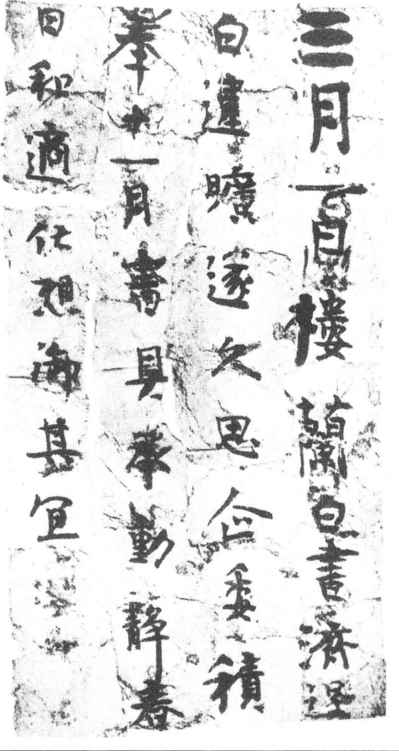 三月一日樓蘭白書濟逞
白違曠遂久思企委積
奉十一月書具承動靜春
日和適伏想御其宜